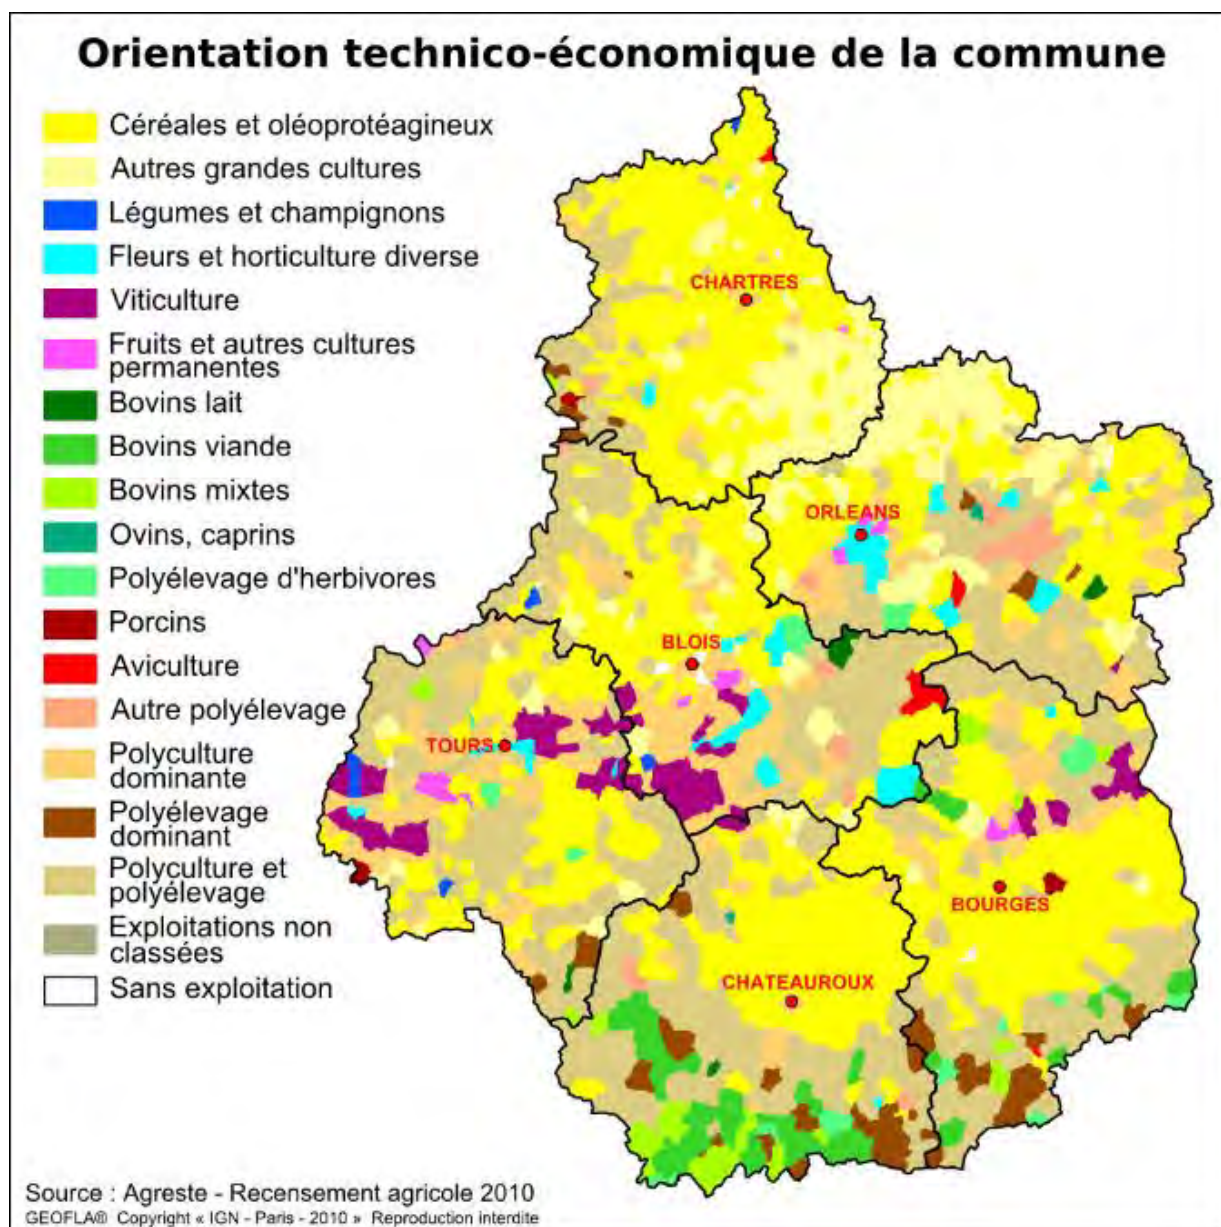 Orientation technico-économique de la commune
Céréales et oléoprotéagineux
Autres grandes cultures
Légumes et champignons
Fleurs et horticulture diverse
Viticulture
Fruits et autres cultures
permanentes
Bovins lait
Bovins viande
Bovins mixtes
Ovins, caprins
Polyélevage d'herbivores
Porcins
Aviculture
Autre polyélevage
Polyculture
dominante
Polyélevage
dominant
Polyculture et
polyélevage
Exploitations non
classées
Sans exploitation
CHARTRES
ORLEANS
BLOIS
TOURS
BOURGES
CHATEAUROUX
Source : Agreste - Recensement agricole 2010
GEOFLA® Copyright « IGN - Paris - 2010 » Reproduction interdite